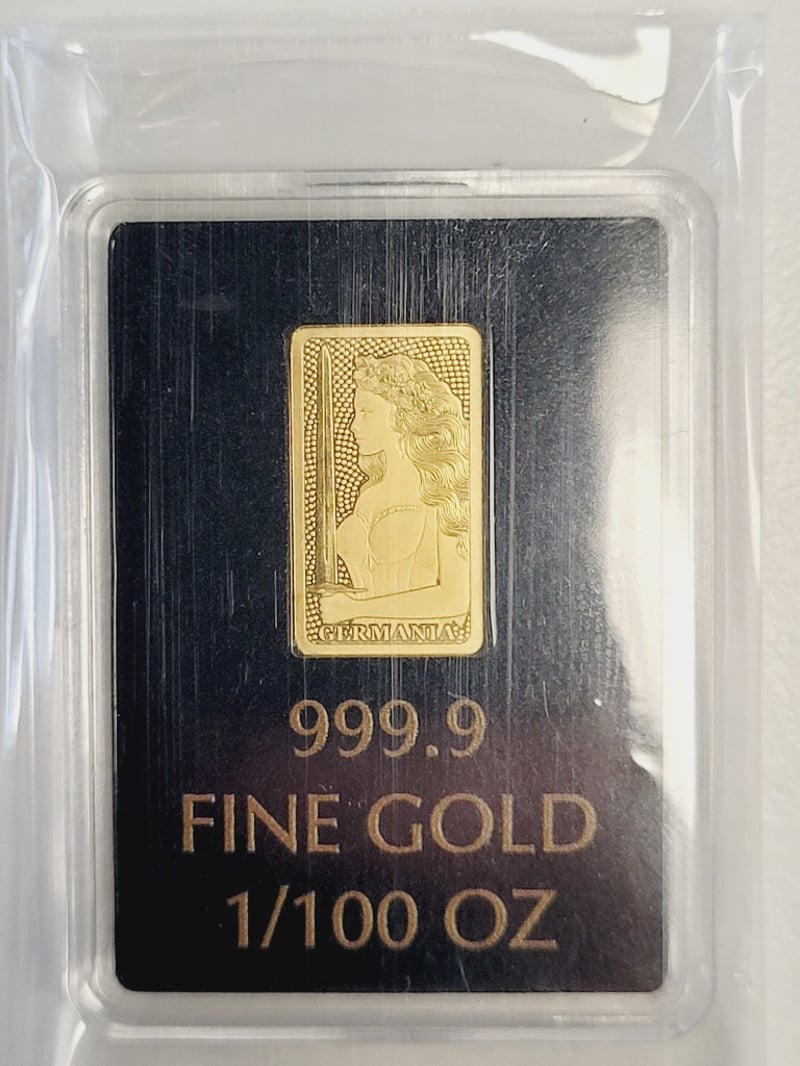 GERMANIA
999.9
FINE GOLD
1/100 OZ